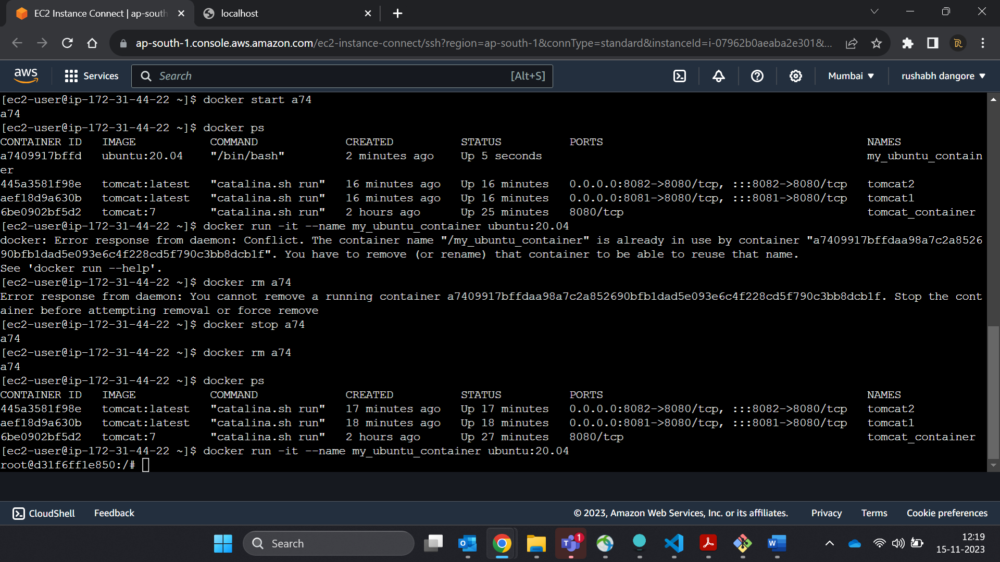 EC2 Instance Connect | ap-south
localhost
ap-south-1.console.aws.amazon.com/ec2-instance-connect/ssh?region=ap-south-1&connType=standard&instanceId=i-07962b0aeaba2e301&...
aws Services Search [Alt+S] Mumbai rushabh dangore
[ec2-user@ip-172-31-44-22 ~]$ docker start a74
a74
[ec2-user@ip-172-31-44-22 ~]$ docker ps
CONTAINER ID   IMAGE           COMMAND             CREATED          STATUS          PORTS                                       NAMES
a7409917bffd   ubuntu:20.04    "/bin/bash"         2 minutes ago    Up 5 seconds                                                my_ubuntu_contain
er
445a3581f98e   tomcat:latest   "catalina.sh run"   16 minutes ago   Up 16 minutes   0.0.0.0:8082->8080/tcp, :::8082->8080/tcp   tomcat2
aef18d9a630b   tomcat:latest   "catalina.sh run"   16 minutes ago   Up 16 minutes   0.0.0.0:8081->8080/tcp, :::8081->8080/tcp   tomcat1
6be0902bf5d2   tomcat:7        "catalina.sh run"   2 hours ago      Up 25 minutes   8080/tcp                                    tomcat_container
[ec2-user@ip-172-31-44-22 ~]$ docker run -it --name my_ubuntu_container ubuntu:20.04
docker: Error response from daemon: Conflict. The container name "/my_ubuntu_container" is already in use by container "a7409917bffdaa98a7c2a8526
90bfb1dad5e093e6c4f228cd5f790c3bb8dcb1f". You have to remove (or rename) that container to be able to reuse that name.
See 'docker run --help'.
[ec2-user@ip-172-31-44-22 ~]$ docker rm a74
Error response from daemon: You cannot remove a running container a7409917bffdaa98a7c2a852690bfb1dad5e093e6c4f228cd5f790c3bb8dcb1f. Stop the cont
ainer before attempting removal or force remove
[ec2-user@ip-172-31-44-22 ~]$ docker stop a74
a74
[ec2-user@ip-172-31-44-22 ~]$ docker rm a74
a74
[ec2-user@ip-172-31-44-22 ~]$ docker ps
CONTAINER ID   IMAGE           COMMAND             CREATED          STATUS          PORTS                                       NAMES
445a3581f98e   tomcat:latest   "catalina.sh run"   17 minutes ago   Up 17 minutes   0.0.0.0:8082->8080/tcp, :::8082->8080/tcp   tomcat2
aef18d9a630b   tomcat:latest   "catalina.sh run"   18 minutes ago   Up 18 minutes   0.0.0.0:8081->8080/tcp, :::8081->8080/tcp   tomcat1
6be0902bf5d2   tomcat:7        "catalina.sh run"   2 hours ago      Up 27 minutes   8080/tcp                                    tomcat_container
[ec2-user@ip-172-31-44-22 ~]$ docker run -it --name my_ubuntu_container ubuntu:20.04
root@d31f6ff1e850:/#
CloudShell Feedback © 2023, Amazon Web Services, Inc. or its affiliates. Privacy Terms Cookie preferences
Search
1
12:19
15-11-2023